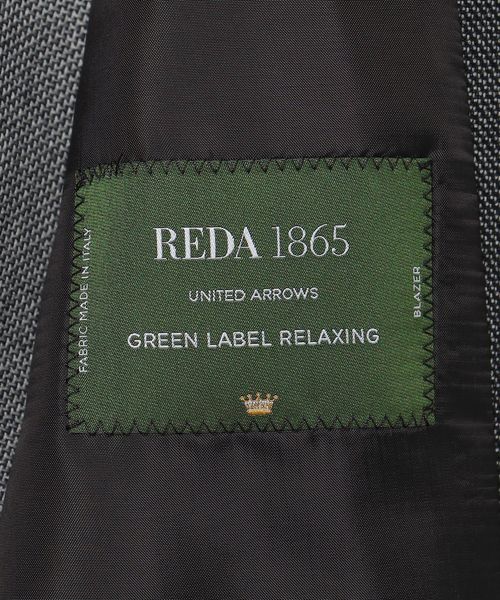 REDA 1865
UNITED ARROWS
GREEN LABEL RELAXING
FABRIC MADE IN ITALY
BLAZER